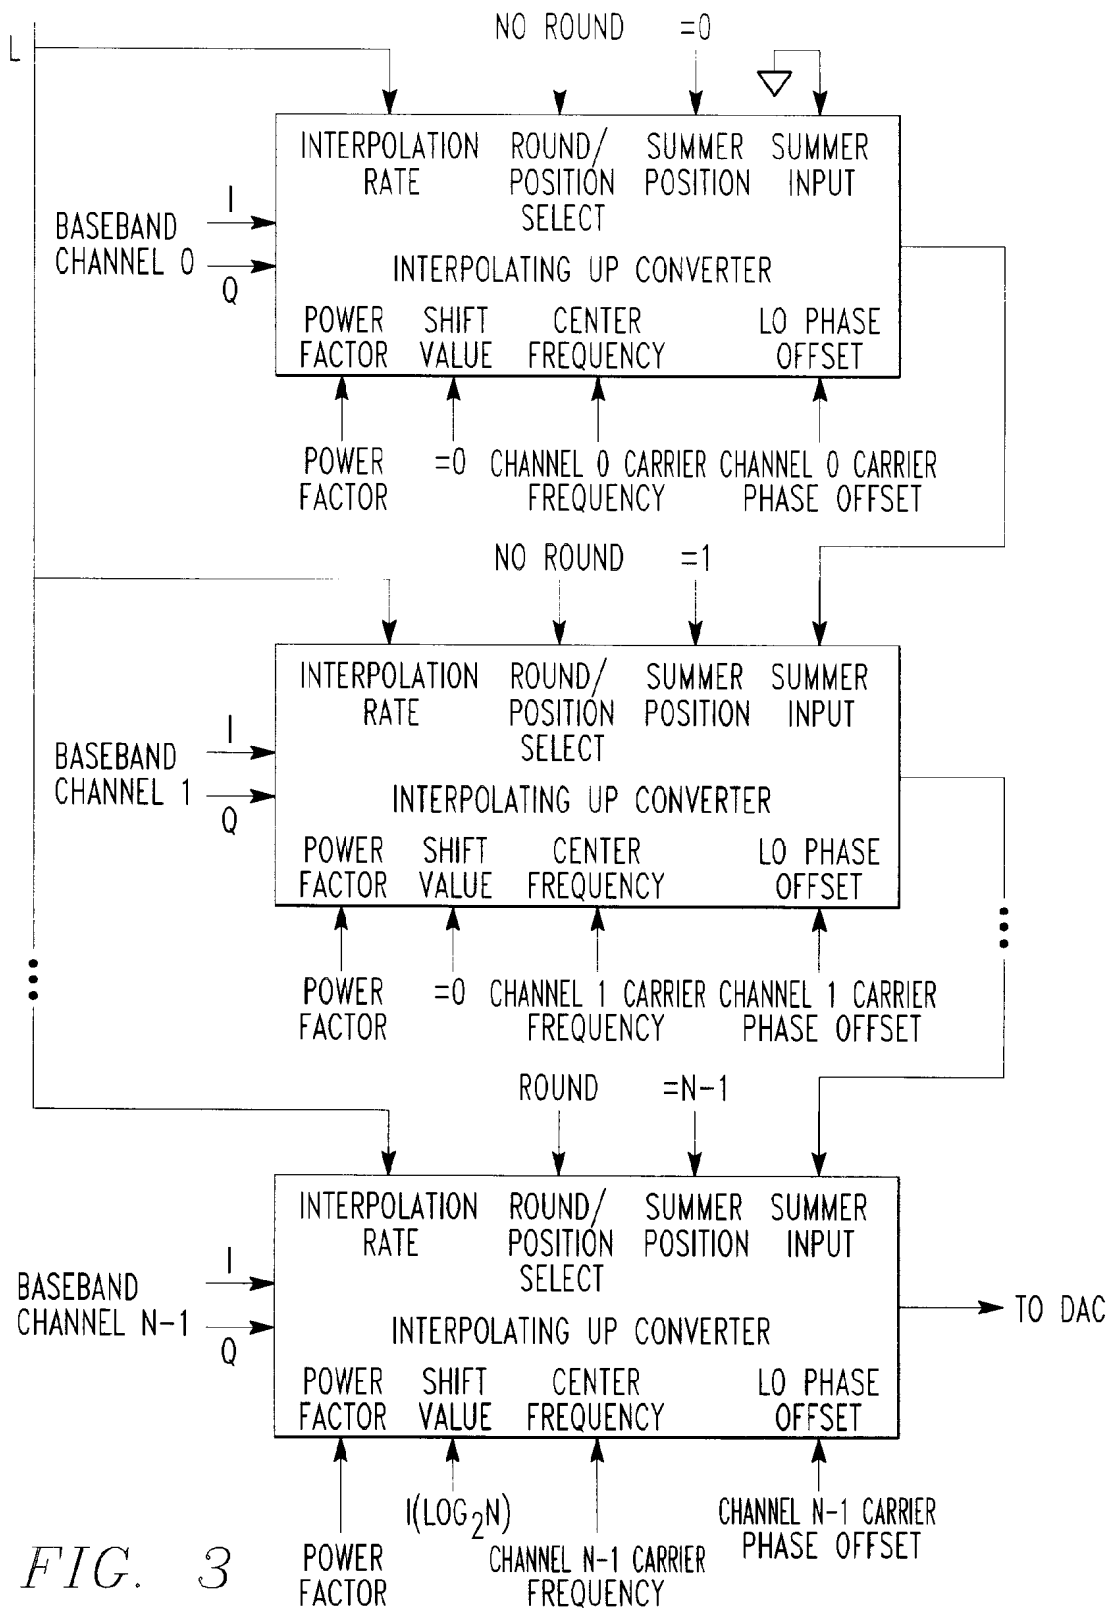 L
NO ROUND =0
INTERPOLATION RATE
ROUND/ POSITION SELECT
SUMMER POSITION
SUMMER INPUT
BASEBAND CHANNEL 0
I
Q
INTERPOLATING UP CONVERTER
POWER FACTOR
SHIFT VALUE
CENTER FREQUENCY
LO PHASE OFFSET
POWER FACTOR
=0
CHANNEL 0 CARRIER FREQUENCY
CHANNEL 0 CARRIER PHASE OFFSET
NO ROUND =1
INTERPOLATION RATE
ROUND/ POSITION SELECT
SUMMER POSITION
SUMMER INPUT
BASEBAND CHANNEL 1
I
Q
INTERPOLATING UP CONVERTER
POWER FACTOR
SHIFT VALUE
CENTER FREQUENCY
LO PHASE OFFSET
POWER FACTOR
=0
CHANNEL 1 CARRIER FREQUENCY
CHANNEL 1 CARRIER PHASE OFFSET
ROUND =N-1
INTERPOLATION RATE
ROUND/ POSITION SELECT
SUMMER POSITION
SUMMER INPUT
BASEBAND CHANNEL N-1
I
Q
INTERPOLATING UP CONVERTER
TO DAC
POWER FACTOR
SHIFT VALUE
CENTER FREQUENCY
LO PHASE OFFSET
POWER FACTOR
I(LOG₂N)
CHANNEL N-1 CARRIER FREQUENCY
CHANNEL N-1 CARRIER PHASE OFFSET
FIG. 3